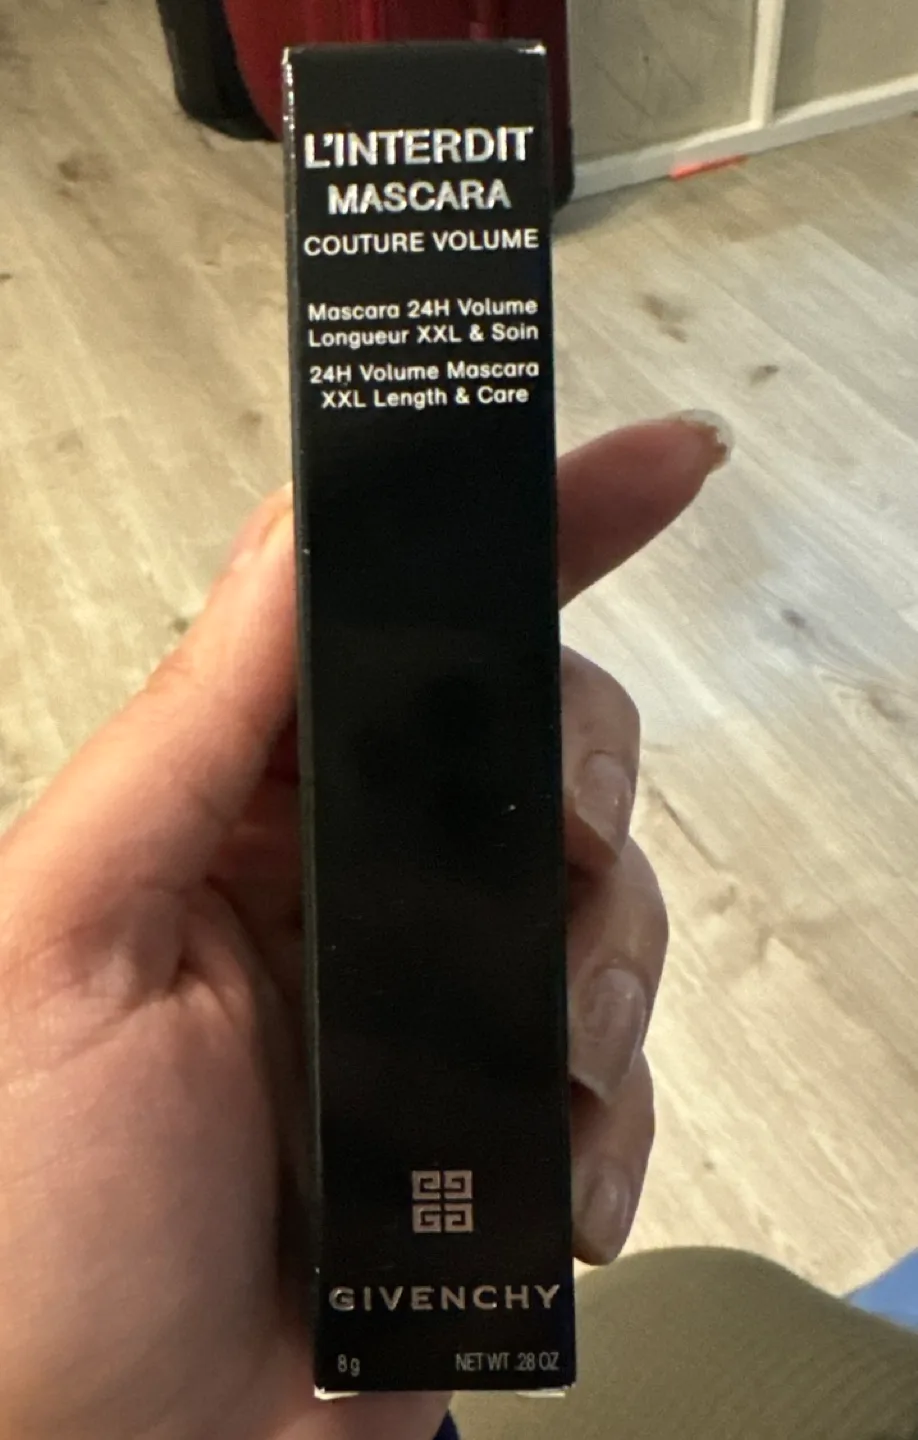 L'INTERDIT
MASCARA
COUTURE VOLUME
Mascara 24H Volume
Longueur XXL & Soin
24H Volume Mascara
XXL Length & Care
GIVENCHY
8 g NET WT .28 OZ